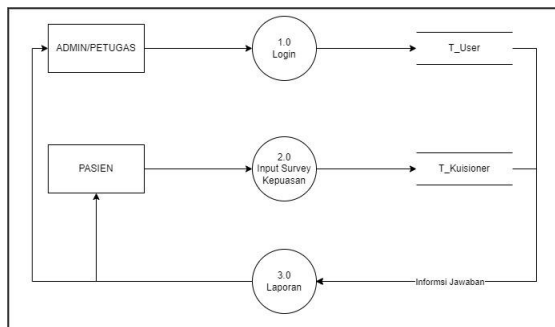 ADMIN/PETUGAS
1.0
Login
T_User
PASIEN
2.0
Input Survey
Kepuasan
T_Kuisioner
3.0
Laporan
Informsi Jawaban